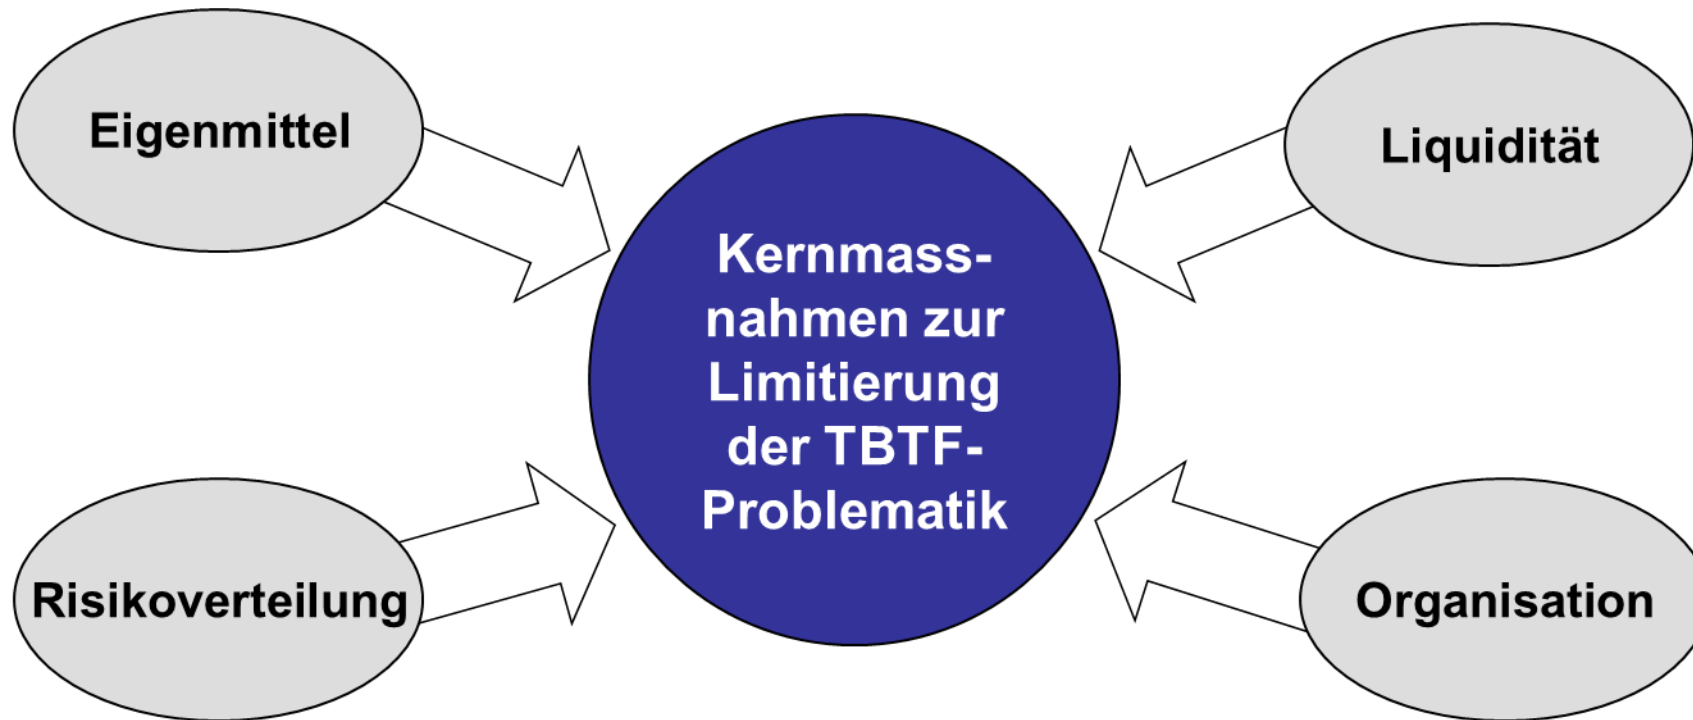 Eigenmittel
Liquidität
Kernmass-
nahmen zur
Limitierung
der TBTF-
Problematik
Risikoverteilung
Organisation